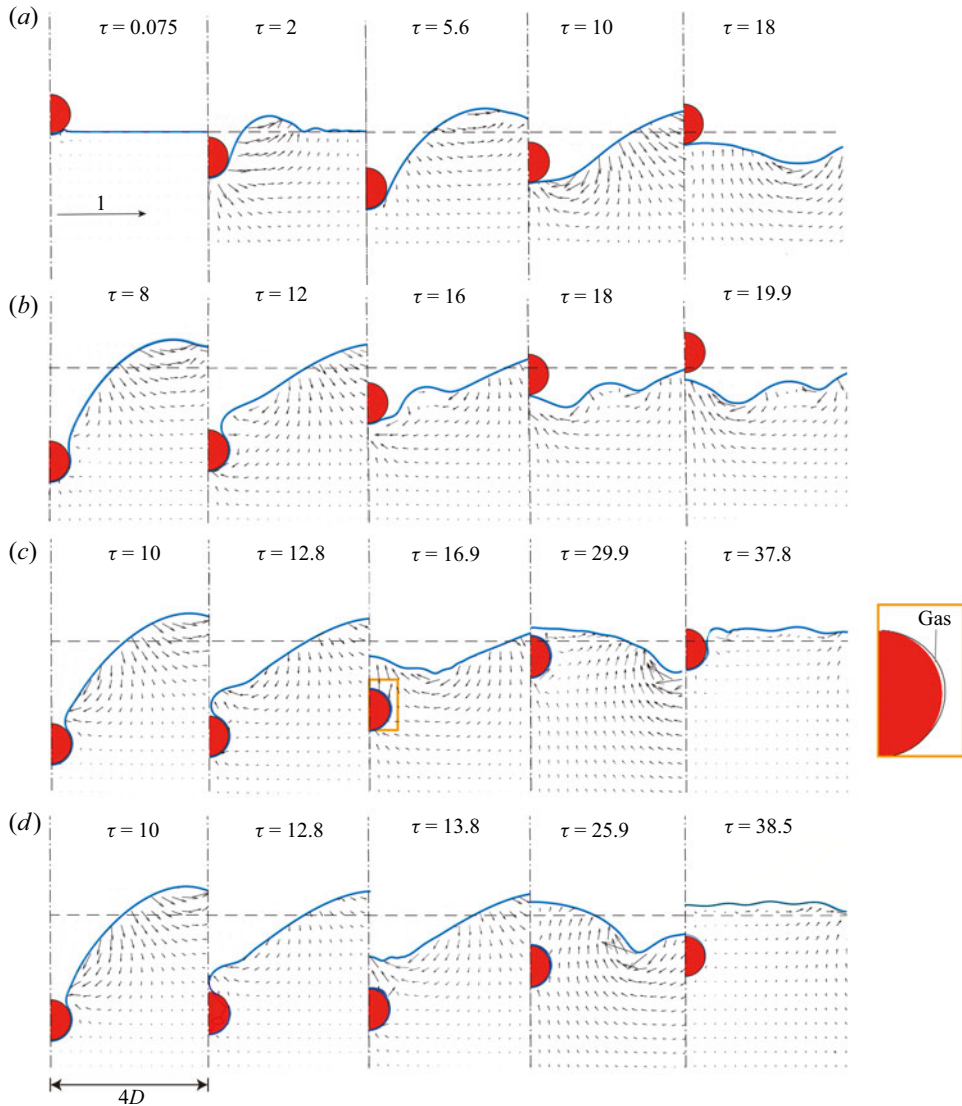 (a)
τ = 0.075 τ = 2 τ = 5.6 τ = 10 τ = 18
1
(b)
τ = 8 τ = 12 τ = 16 τ = 18 τ = 19.9
(c)
τ = 10 τ = 12.8 τ = 16.9 τ = 29.9 τ = 37.8
Gas
(d)
τ = 10 τ = 12.8 τ = 13.8 τ = 25.9 τ = 38.5
4D